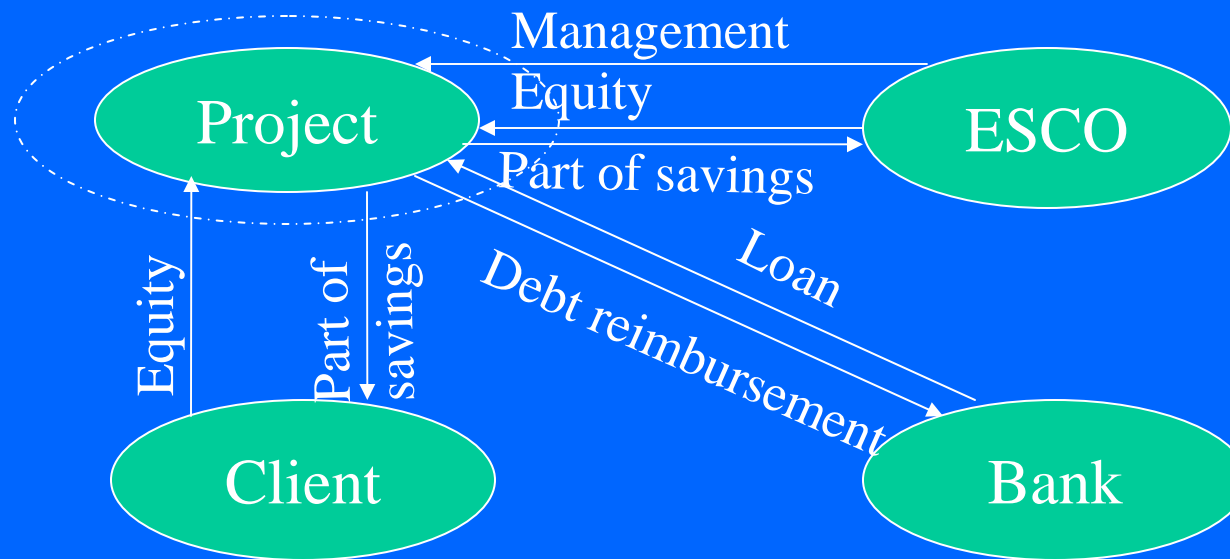 Management
Equity
Project
ESCO
Part of savings
Loan
Debt reimbursement
Equity
Part of
savings
Client
Bank